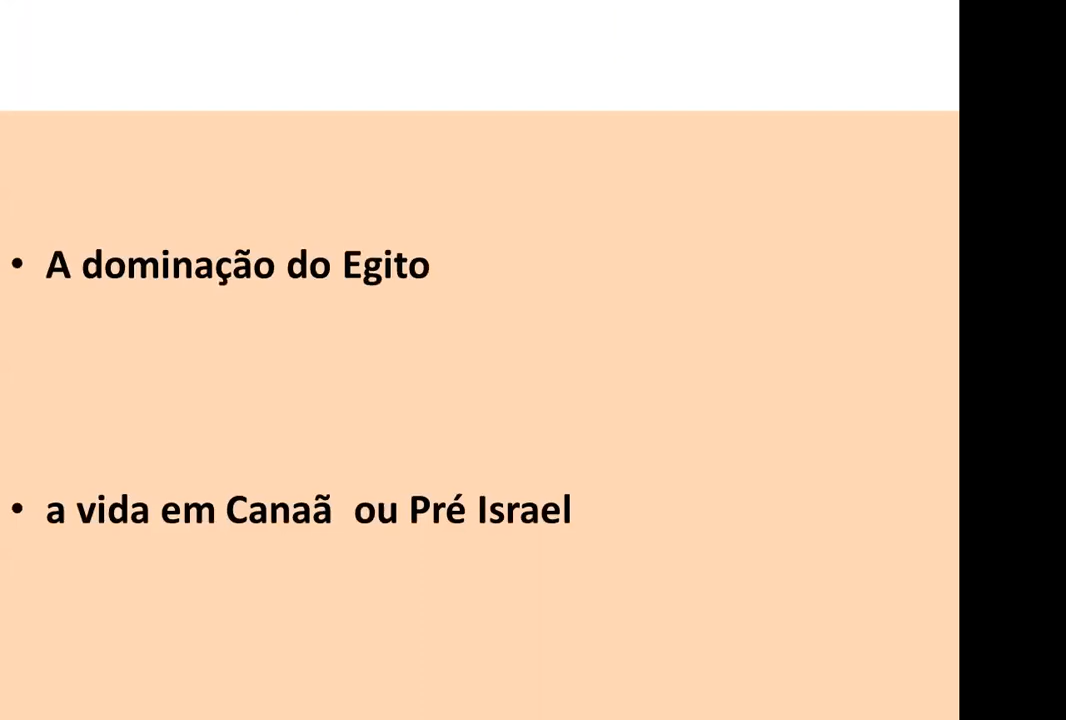 • A dominação do Egito
• a vida em Canaã  ou Pré Israel